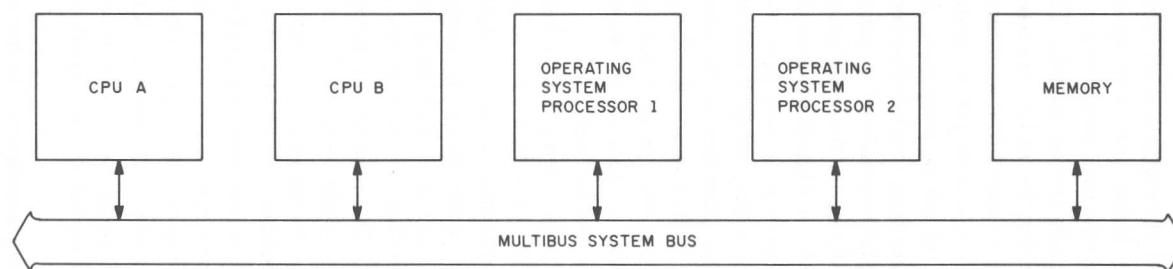 CPU A
CPU B
OPERATING
SYSTEM
PROCESSOR 1
OPERATING
SYSTEM
PROCESSOR 2
MEMORY
MULTIBUS SYSTEM BUS